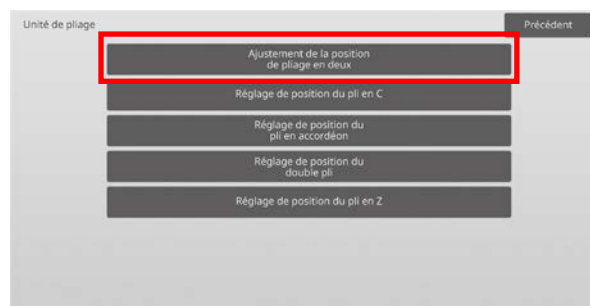 Unité de pliage
Précédent
Ajustement de la position
de pliage en deux
Réglage de position du pli en C
Réglage de position du
pli en accordéon
Réglage de position du
double pli
Réglage de position du pli en Z